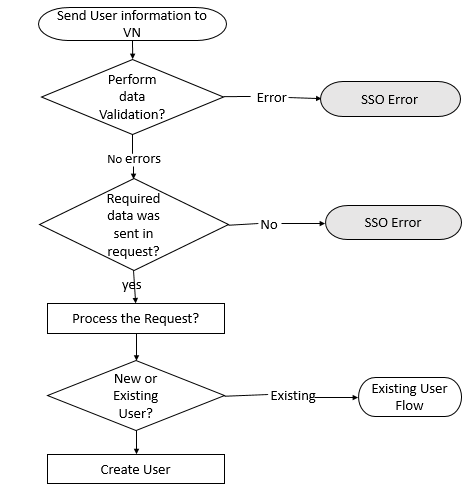 Send User information to
VN
Perform
data
Validation?
Error
SSO Error
No errors
Required
data was
sent in
request?
No
SSO Error
yes
Process the Request?
New or
Existing
User?
Existing
Existing User
Flow
Create User